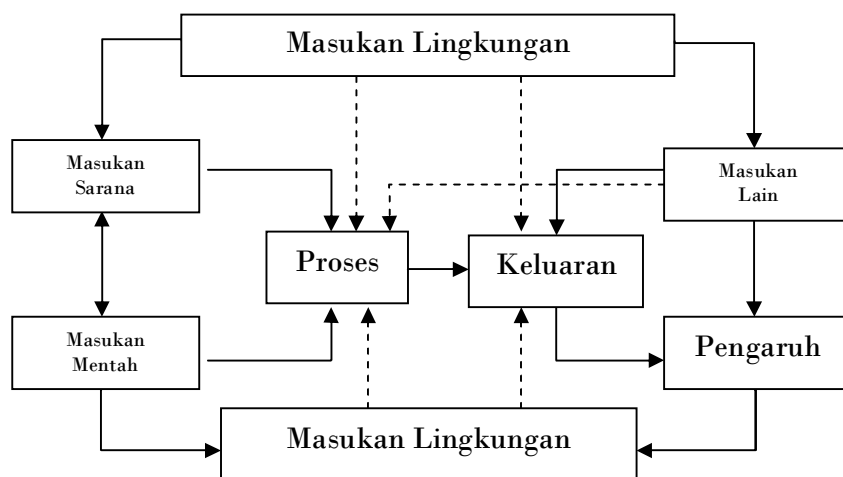 Masukan Lingkungan
Masukan
Sarana
Masukan
Lain
Proses
Keluaran
Masukan
Mentah
Pengaruh
Masukan Lingkungan